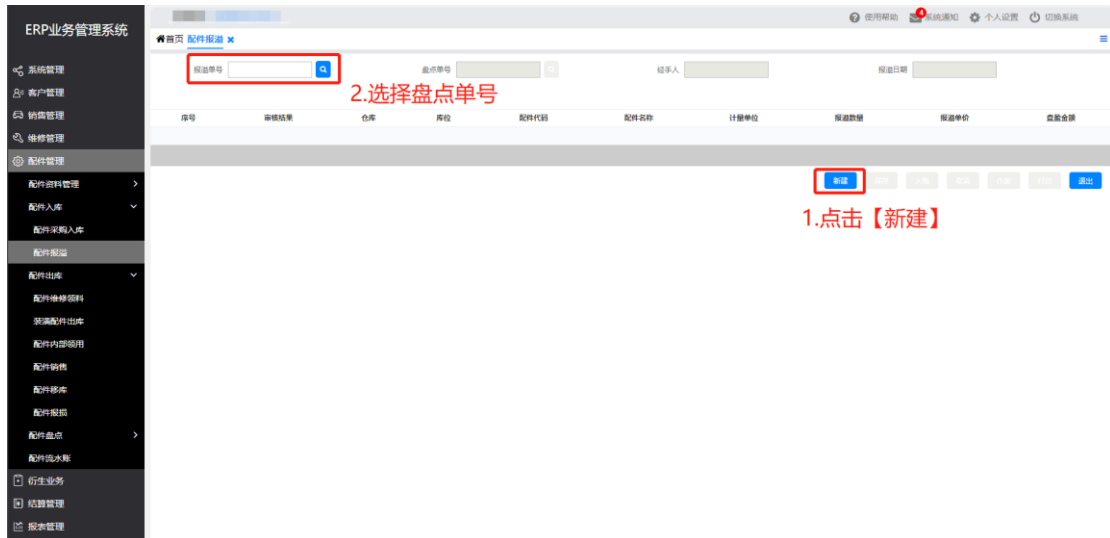 ERP业务管理系统
使用帮助 4 系统通知 个人设置 切换系统
首页 配件报溢 ×
系统管理
客户管理
销售管理
维修管理
配件管理
配件资料管理
配件入库
配件采购入库
配件报溢
配件出库
配件维修领料
装潢配件出库
配件内部领用
配件销售
配件移库
配件报损
配件盘点
配件流水账
衍生业务
结算管理
报表管理
报溢单号 盘点单号 经手人 报溢日期
2.选择盘点单号
序号 审核结果 仓库 库位 配件代码 配件名称 计量单位 报溢数量 报溢单价 盘盈金额
新建 退出
1.点击【新建】